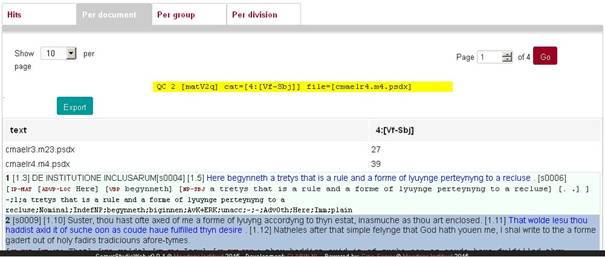 Hits Per document Per group Per division
Show 10 per page
Page 1 of 4 Go
QC 2 [matV2q] cat=[4:[Vf-Sbj]] file=[cmaelr4.m4.psdx]
Export
text 4:[Vf-Sbj]
cmaelr3.m23.psdx 27
cmaelr4.m4.psdx 39
1 [1.3] DE INSTITUTIONE INCLUSARUM[s0004] [1.5] Here begynneth a tretys that is a rule and a forme of lyuynge perteynyng to a recluse . [s0006]
[IP-MAT [ADVP-LOC Here] [VBP begynneth] [NP-SBJ a tretys that is a rule and a forme of lyuynge perteynyng to a recluse] [. .] ]
-;1;a tretys that is a rule and a forme of lyuynge perteynyng to a
recluse;Nominal;IndefNP;begynneth;biginnen;AvK+ERK;unacc;-;-;Adv0th;Here;Imm;plain
2 [s0009] [1.10] Suster, thou hast ofte axed of me a forme of lyuyng accordyng to thyn estat, inasmuche as thou art enclosed. [1.11] That wolde Iesu thou
haddist axid it of suche oon as coude haue fulfilled thyn desire . [1.12] Natheles after that simple felynge that God hath youen me, I shal write to the a forme
gadert out of holy fadris tradiciouns afore-tymes